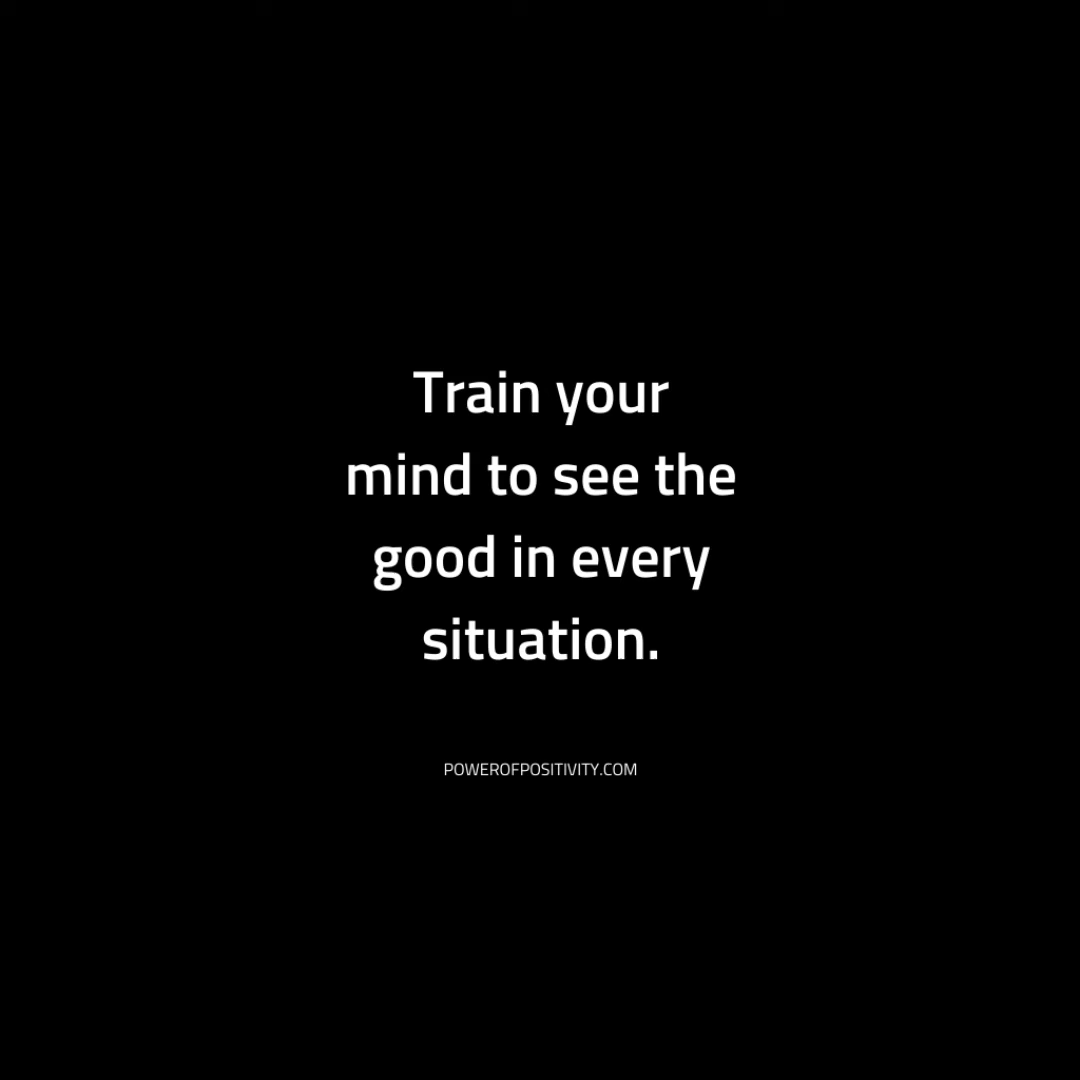 Train your
mind to see the
good in every
situation.
POWEROFPOSITIVITY.COM